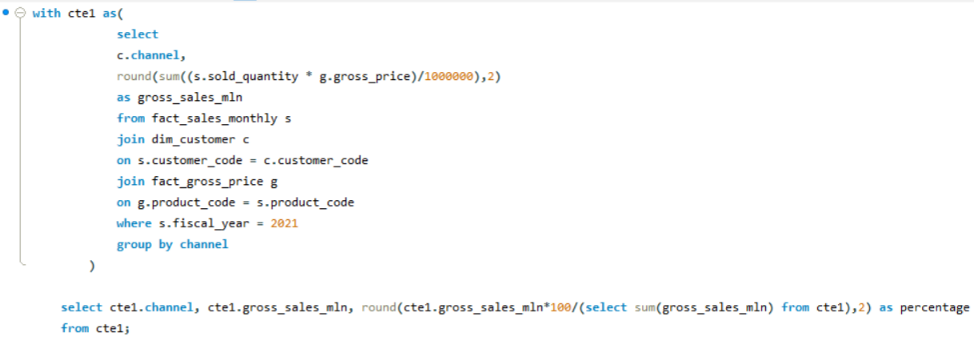 with cte1 as(
select
c.channel,
round(sum((s.sold_quantity * g.gross_price)/1000000),2)
as gross_sales_mln
from fact_sales_monthly s
join dim_customer c
on s.customer_code = c.customer_code
join fact_gross_price g
on g.product_code = s.product_code
where s.fiscal_year = 2021
group by channel
)
select cte1.channel, cte1.gross_sales_mln, round(cte1.gross_sales_mln*100/(select sum(gross_sales_mln) from cte1),2) as percentage
from cte1;